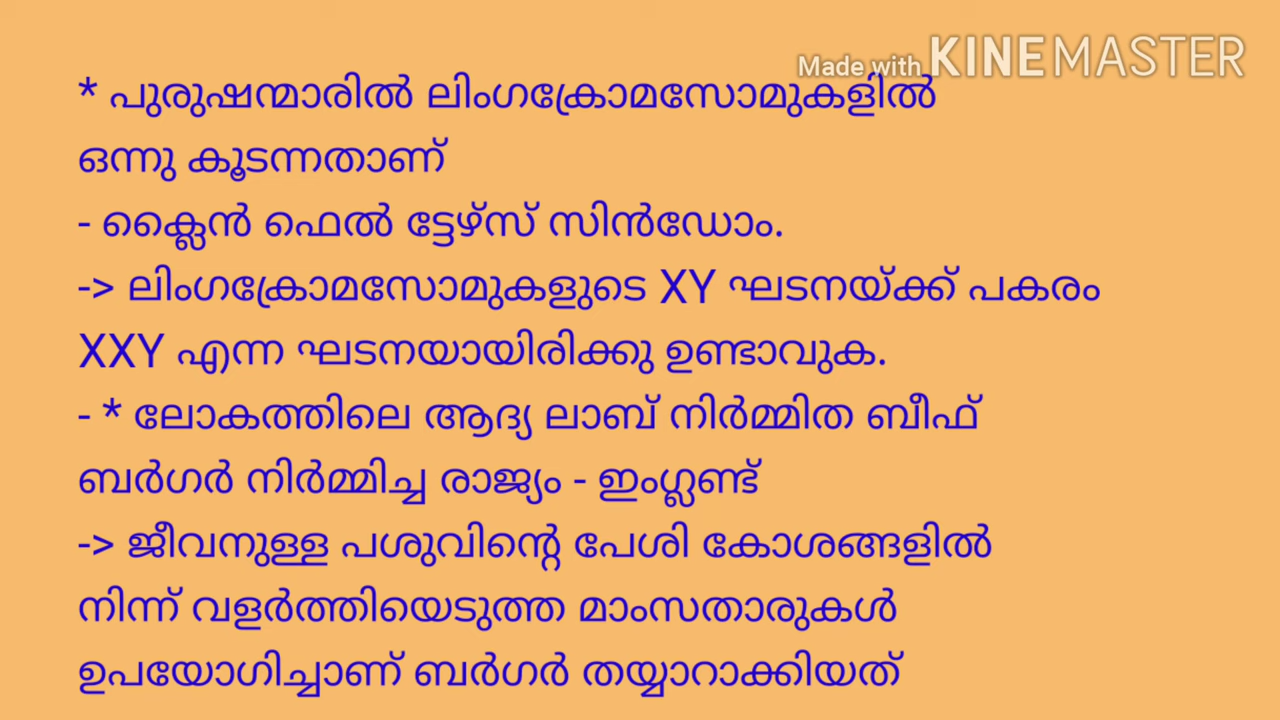 Made with KINEMASTER
* പുരുഷന്മാരിൽ ലിംഗക്രോമസോമുകളിൽ
ഒന്നു കൂടന്നതാണ്
- ക്ലൈൻ ഫെൽ ട്ടേഴ്സ് സിൻഡോം.
-> ലിംഗക്രോമസോമുകളുടെ XY ഘടനയ്ക്ക് പകരം
XXY എന്ന ഘടനയായിരിക്കു ഉണ്ടാവുക.
- * ലോകത്തിലെ ആദ്യ ലാബ് നിർമ്മിത ബീഫ്
ബർഗർ നിർമ്മിച്ച രാജ്യം - ഇംഗ്ലണ്ട്
-> ജീവനുള്ള പശുവിന്റെ പേശി കോശങ്ങളിൽ
നിന്ന് വളർത്തിയെടുത്ത മാംസതാരുകൾ
ഉപയോഗിച്ചാണ് ബർഗർ തയ്യാറാക്കിയത്